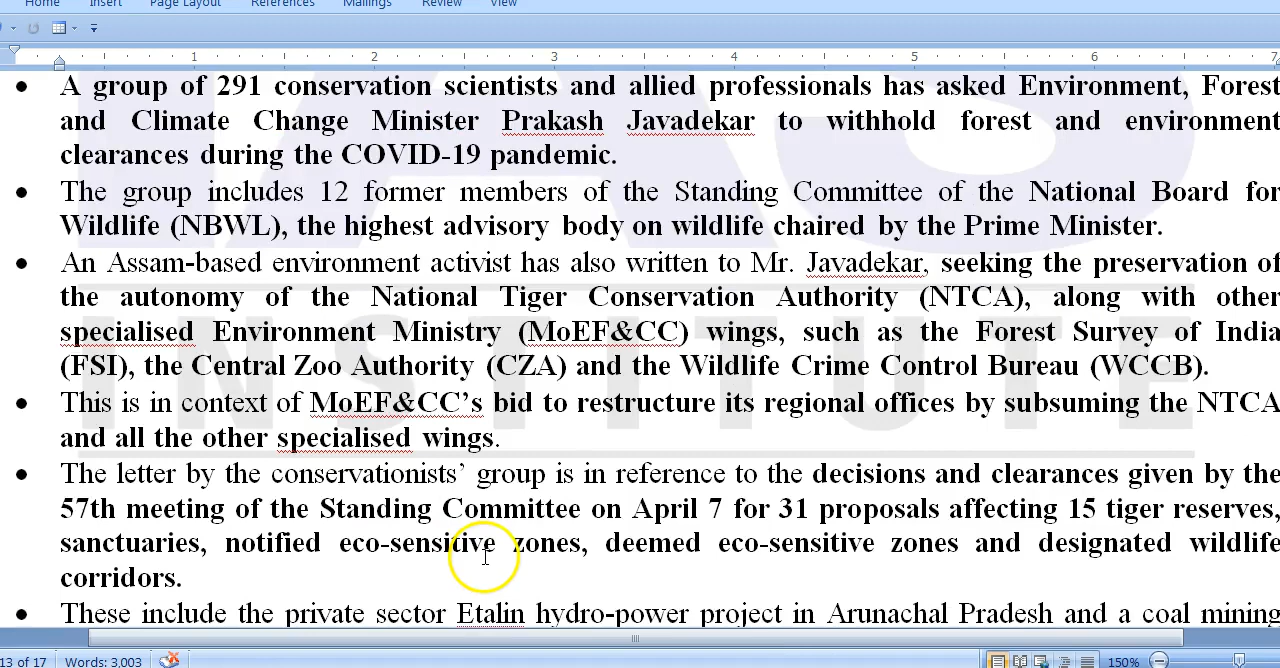 Home Insert Page Layout References Mailings Review View
1 2 3 4 5 6 7
• A group of 291 conservation scientists and allied professionals has asked Environment, Forest
and Climate Change Minister Prakash Javadekar to withhold forest and environment
clearances during the COVID-19 pandemic.
• The group includes 12 former members of the Standing Committee of the National Board for
Wildlife (NBWL), the highest advisory body on wildlife chaired by the Prime Minister.
• An Assam-based environment activist has also written to Mr. Javadekar, seeking the preservation of
the autonomy of the National Tiger Conservation Authority (NTCA), along with other
specialised Environment Ministry (MoEF&CC) wings, such as the Forest Survey of India
(FSI), the Central Zoo Authority (CZA) and the Wildlife Crime Control Bureau (WCCB).
• This is in context of MoEF&CC’s bid to restructure its regional offices by subsuming the NTCA
and all the other specialised wings.
• The letter by the conservationists’ group is in reference to the decisions and clearances given by the
57th meeting of the Standing Committee on April 7 for 31 proposals affecting 15 tiger reserves,
sanctuaries, notified eco-sensitive zones, deemed eco-sensitive zones and designated wildlife
corridors.
• These include the private sector Etalin hydro-power project in Arunachal Pradesh and a coal mining
IAS
INSTITUTE
13 of 17 Words: 3,003 150%